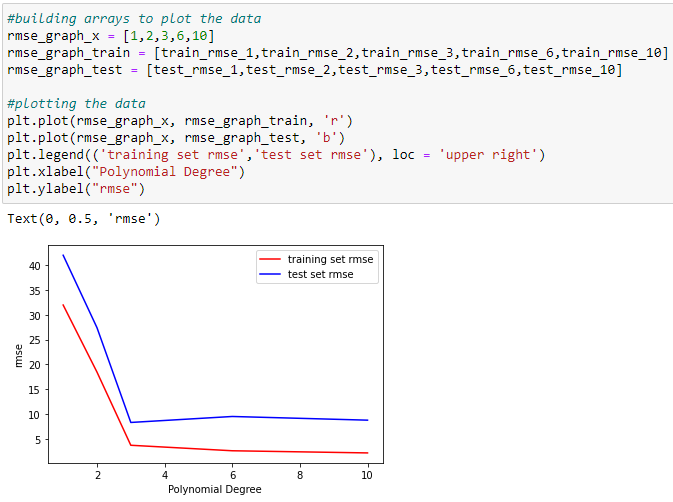 #building arrays to plot the data
rmse_graph_x = [1,2,3,6,10]
rmse_graph_train = [train_rmse_1,train_rmse_2,train_rmse_3,train_rmse_6,train_rmse_10]
rmse_graph_test = [test_rmse_1,test_rmse_2,test_rmse_3,test_rmse_6,test_rmse_10]
#plotting the data
plt.plot(rmse_graph_x, rmse_graph_train, 'r')
plt.plot(rmse_graph_x, rmse_graph_test, 'b')
plt.legend(('training set rmse','test set rmse'), loc = 'upper right')
plt.xlabel("Polynomial Degree")
plt.ylabel("rmse")
Text(0, 0.5, 'rmse')
training set rmse
test set rmse
40
35
30
25
20
15
10
5
rmse
2 4 6 8 10
Polynomial Degree